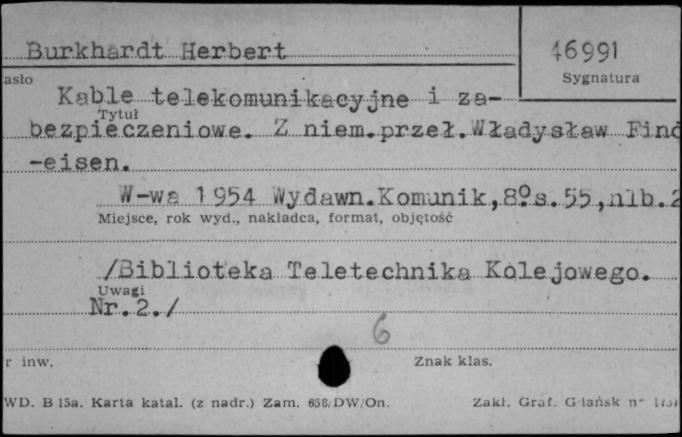 Burkhardt Herbert
46991
asło
Sygnatura
Kable telekomunikacyjne i za-
Tytuł
bezpieczeniowe. Z niem.przeł.Władysław Find
-eisen.
W-wa 1954 Wydawn.Komunik,8°s.55,nlb.2
Miejsce, rok wyd., nakładca, format, objętość
/Biblioteka Teletechnika Kolejowego.
Uwagi
Nr.2./
6
r inw.
Znak klas.
WD. B 15a. Karta katal. (z nadr.) Zam. 658/DW/On.
Zakł. Graf. Gdańsk